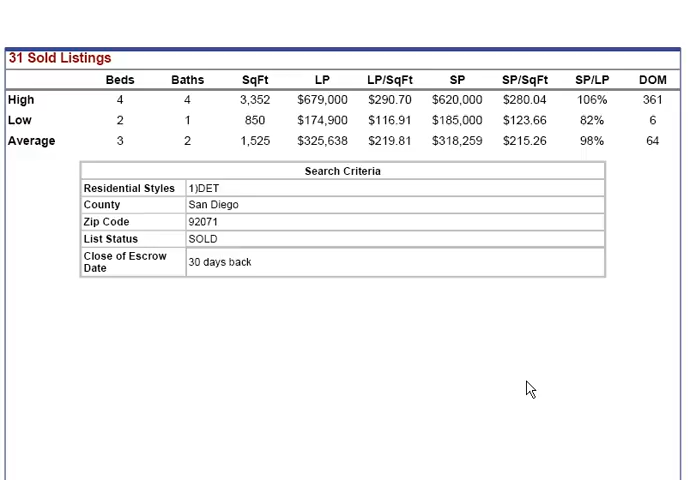 31 Sold Listings
Beds Baths SqFt LP LP/SqFt SP SP/SqFt SP/LP DOM
High 4 4 3,352 $679,000 $290.70 $620,000 $280.04 106% 361
Low 2 1 850 $174,900 $116.91 $185,000 $123.66 82% 6
Average 3 2 1,525 $325,638 $219.81 $318,259 $215.26 98% 64
Search Criteria
Residential Styles 1)DET
County San Diego
Zip Code 92071
List Status SOLD
Close of Escrow
Date 30 days back